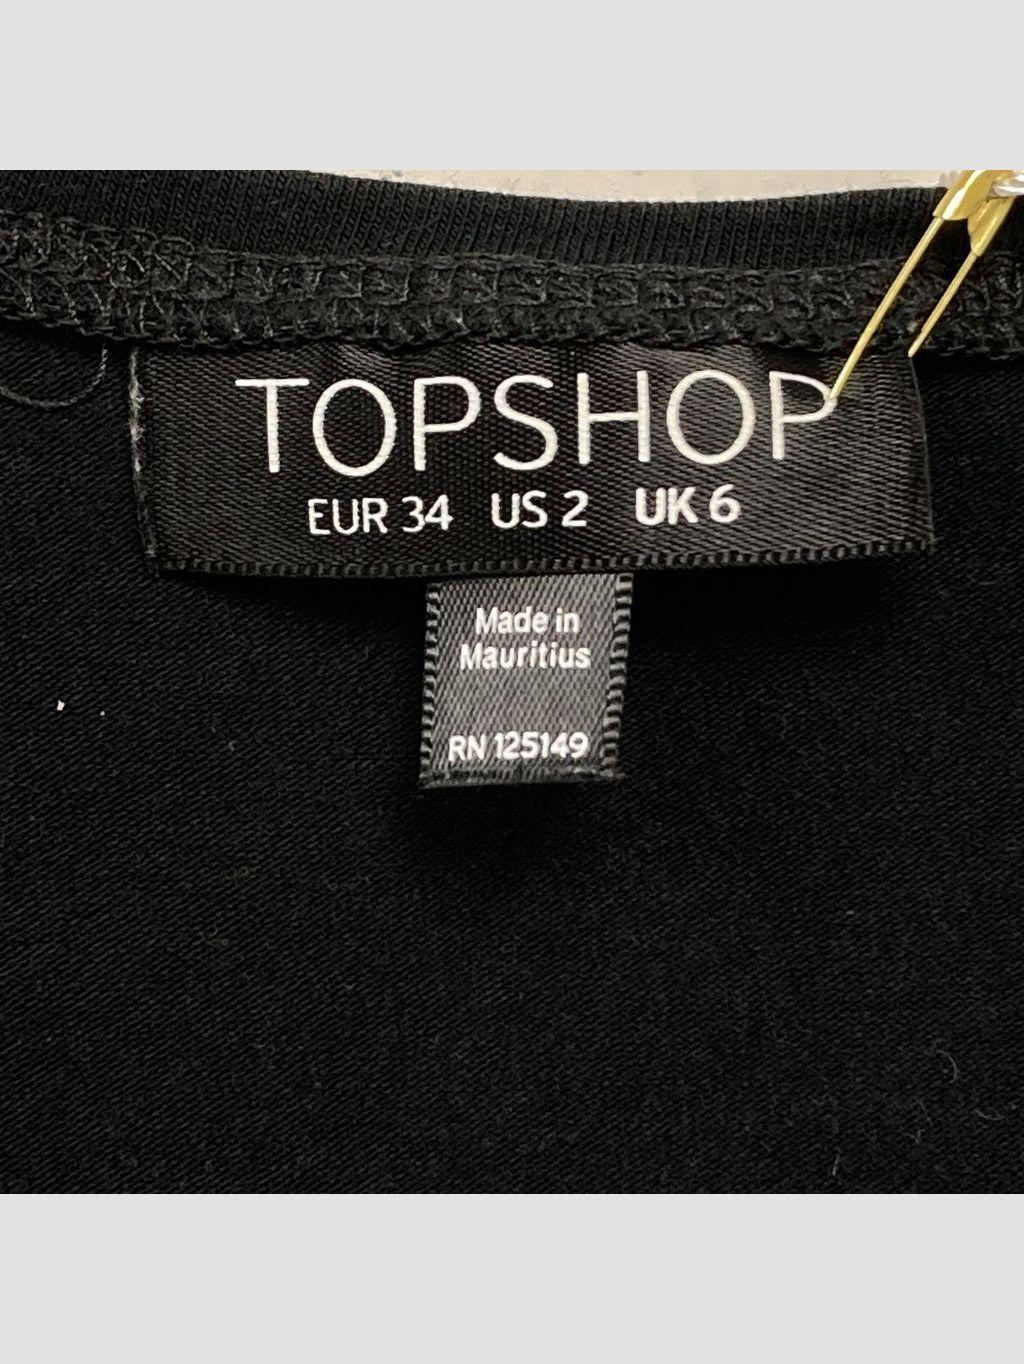 TOPSHOP
EUR 34 US 2 UK 6
Made in
Mauritius
RN 125149